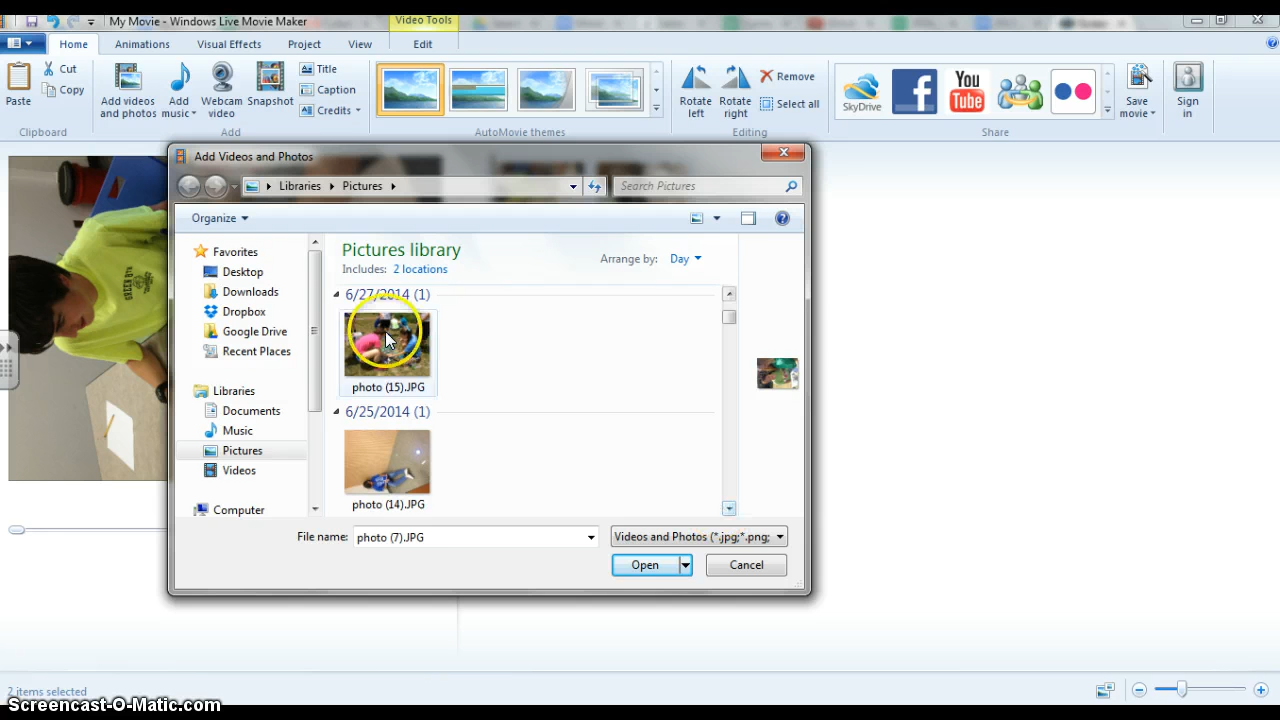 My Movie - Windows Live Movie Maker
Video Tools
Home
Animations
Visual Effects
Project
View
Edit
Paste
Cut
Copy
Clipboard
Add videos and photos
Add music
Webcam video
Snapshot
Title
Caption
Credits
Add
AutoMovie themes
Rotate left
Rotate right
Remove
Select all
Editing
SkyDrive
You Tube
Share
Save movie
Sign in
Add Videos and Photos
Libraries
Pictures
Search Pictures
Organize
Favorites
Desktop
Downloads
Dropbox
Google Drive
Recent Places
Libraries
Documents
Music
Pictures
Videos
Computer
Pictures library
Includes: 2 locations
Arrange by: Day
6/27/2014 (1)
photo (15).JPG
6/25/2014 (1)
photo (14).JPG
File name: photo (7).JPG
Videos and Photos (*.jpg;*.png;
Open
Cancel
2 items selected
Screencast-O-Matic.com